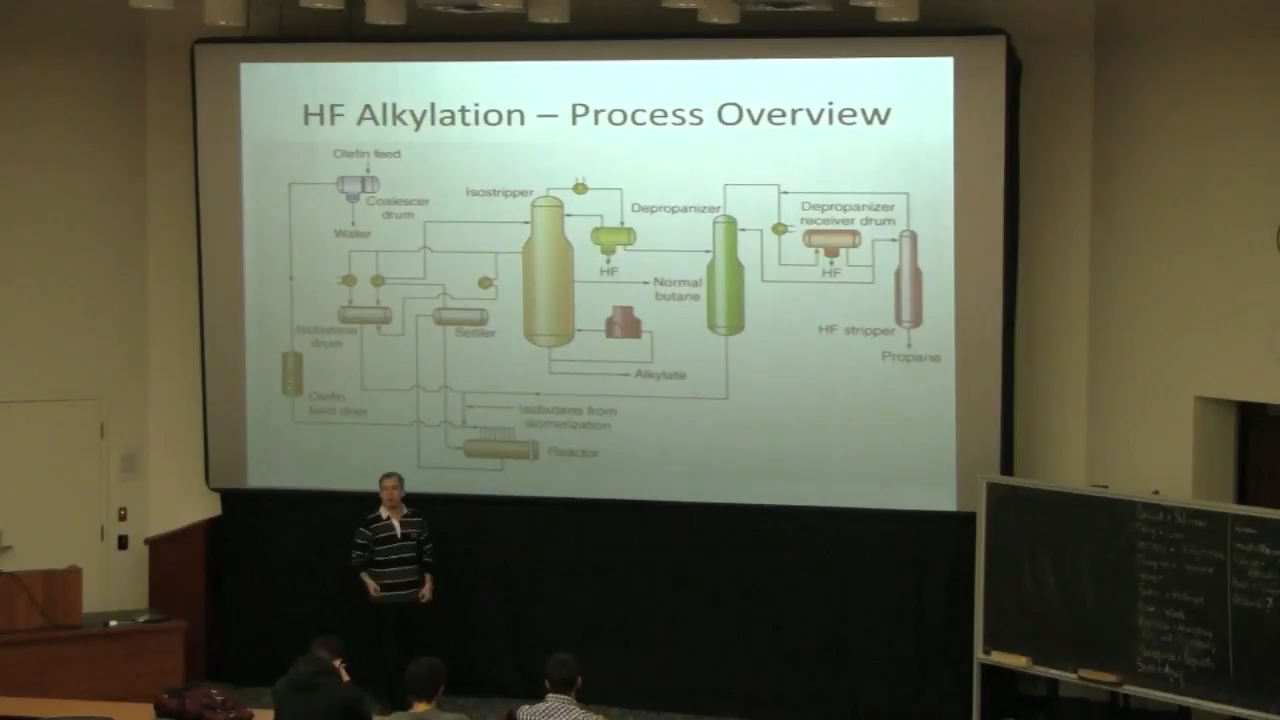 HF Alkylation – Process Overview
Olefin feed
Coalescer
drum
Water
Isostripper
HF
Depropanizer
Depropanizer
receiver drum
HF
Normal
butane
HF stripper
Propane
Isobutane
drum
Settler
Alkylate
Olefin
feed drier
Isobutane from
isomerization
Reactor